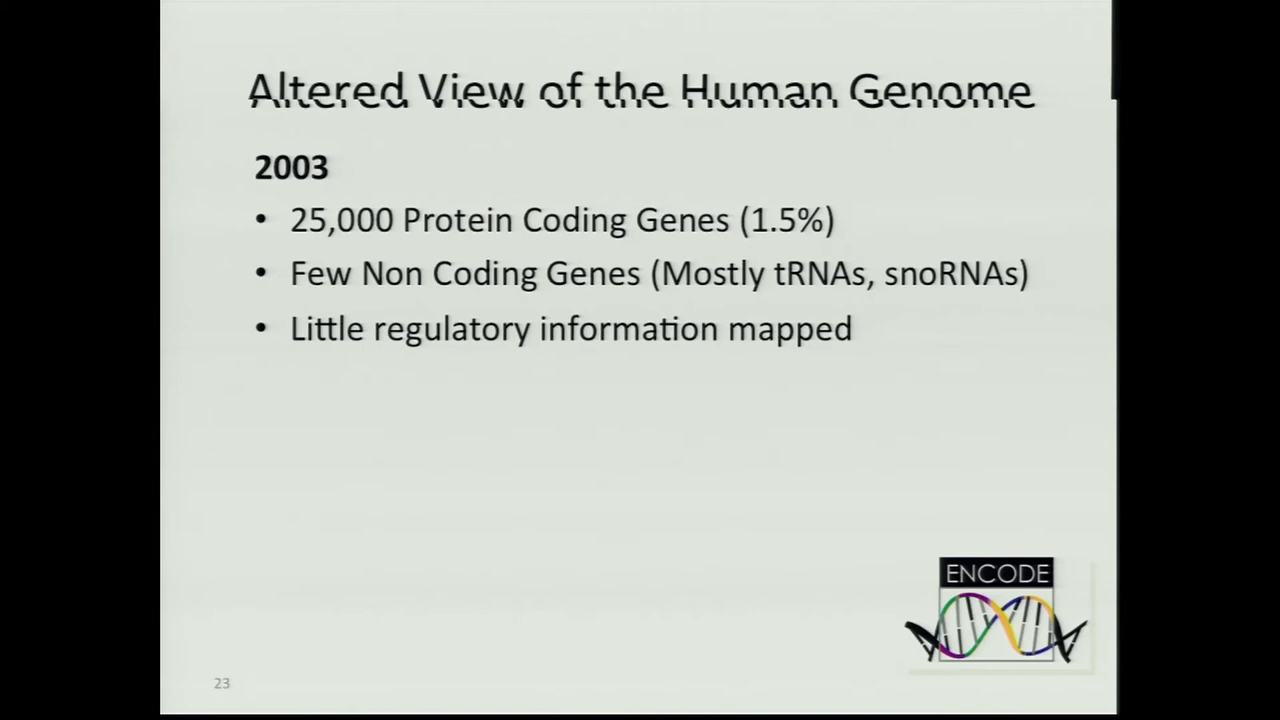 Altered View of the Human Genome
2003
• 25,000 Protein Coding Genes (1.5%)
• Few Non Coding Genes (Mostly tRNAs, snoRNAs)
• Little regulatory information mapped
ENCODE
23